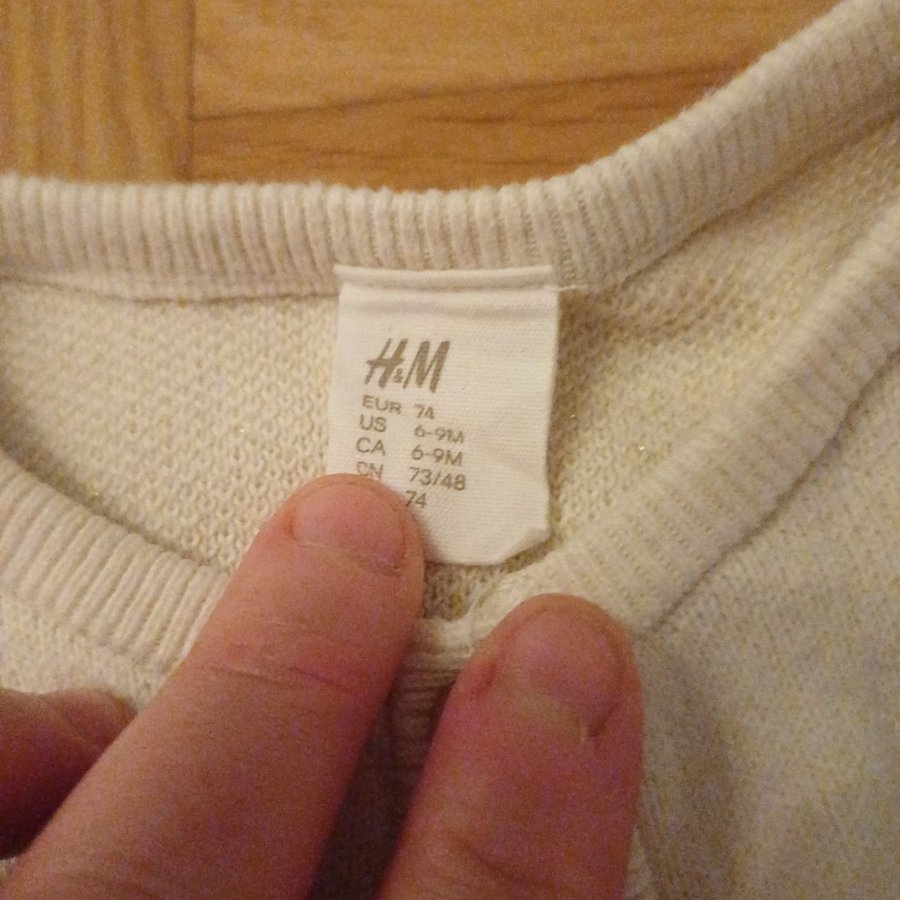 H&M
EUR 74
US 6-9M
CA 6-9M
CN 73/48
74